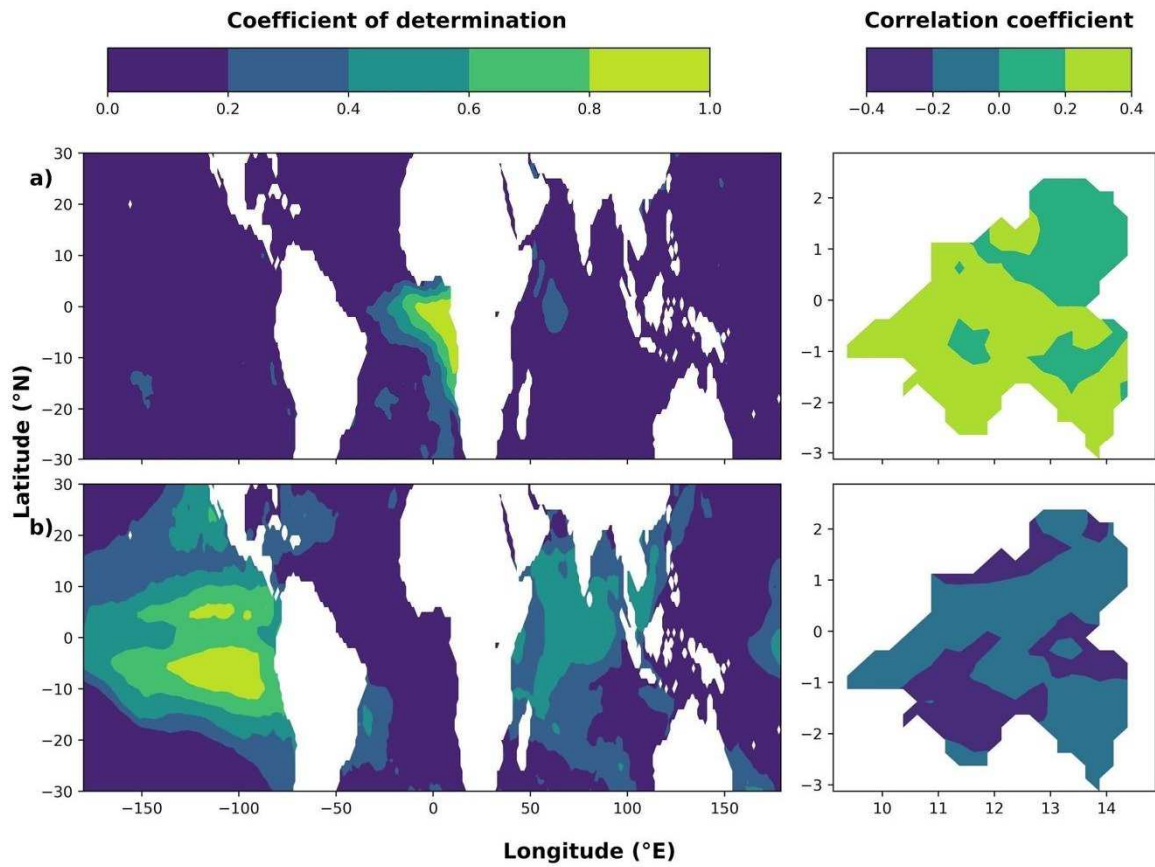 Coefficient of determination
Correlation coefficient
0.0 0.2 0.4 0.6 0.8 1.0
−0.4 −0.2 0.0 0.2 0.4
a)
30
20
10
0
−10
−20
−30
2
1
0
−1
−2
−3
Latitude (°N)
b)
30
20
10
0
−10
−20
−30
2
1
0
−1
−2
−3
−150 −100 −50 0 50 100 150
10 11 12 13 14
Longitude (°E)